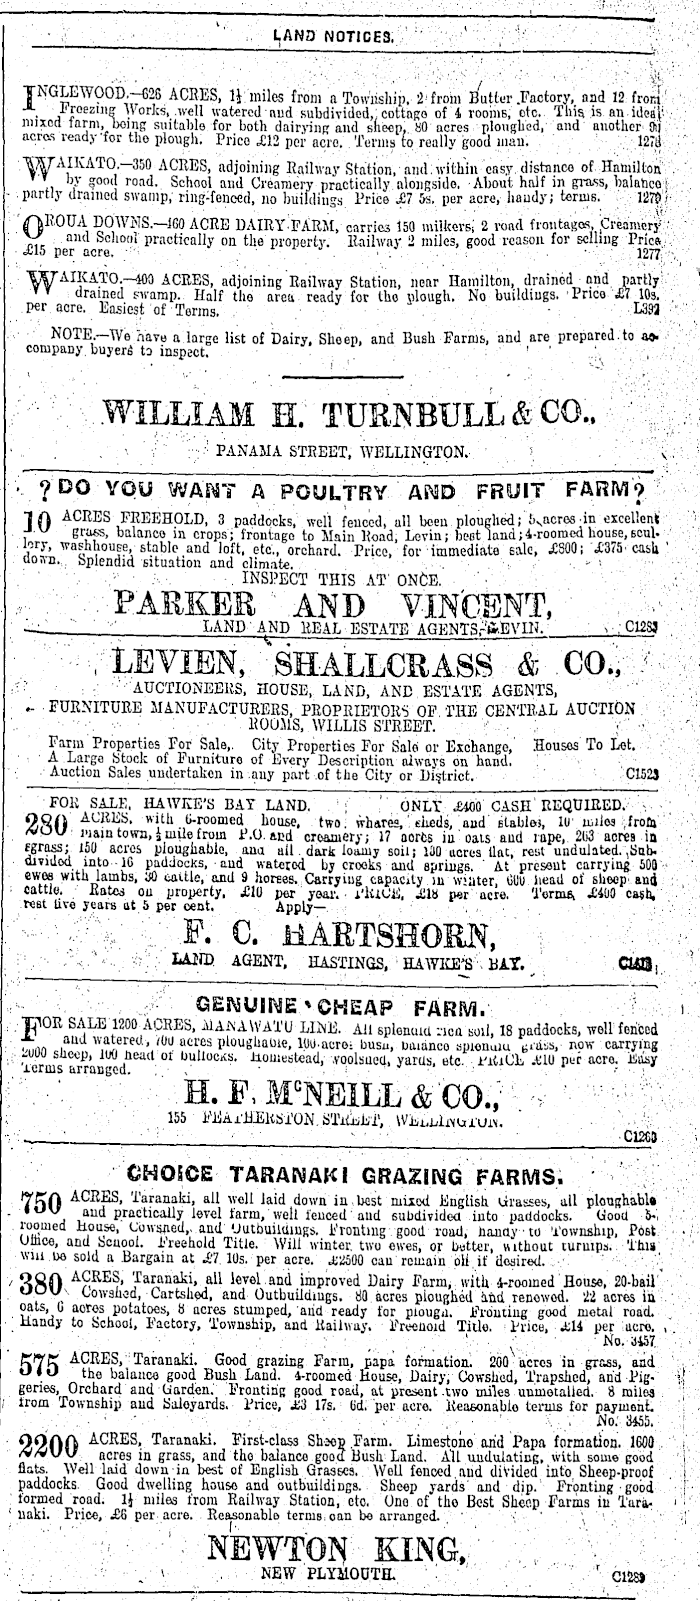 LAND NOTICES.
INGLEWOOD.—626 ACRES, 1½ miles from a Township, 2 from Butter Factory, and 12 from
Freezing Works, well watered and subdivided, cottage of 4 rooms, etc. This is an ideal
mixed farm, being suitable for both dairying and sheep, 80 acres ploughed, and another
acres ready for the plough. Price £12 per acre. Terms to really good man.
WAIKATO.—350 ACRES, adjoining Railway Station, and within easy distance of Hamilton
by good road. School and Creamery practically alongside. About half in grass, balance
partly drained swamp, ring-fenced, no buildings. Price £7 5s. per acre, handy; terms. 1279
OROUA DOWNS.—460 ACRE DAIRY FARM, carries 150 milkers, 2 road frontages, Creamery
and School practically on the property. Railway 2 miles, good reason for selling Price
£15 per acre. 1277
WAIKATO.—400 ACRES, adjoining Railway Station, near Hamilton, drained and partly
drained swamp. Half the area ready for the plough. No buildings. Price £7 10s.
per acre. Easiest of Terms. L392
NOTE.—We have a large list of Dairy, Sheep, and Bush Farms, and are prepared to ac-
company buyers to inspect.
WILLIAM H. TURNBULL & CO.,
PANAMA STREET, WELLINGTON.
? DO YOU WANT A POULTRY AND FRUIT FARM?
10 ACRES FREEHOLD, 3 paddocks, well fenced, all been ploughed; 5 acres in excellent
grass, balance in crops; frontage to Main Road, Levin; best land; 4-roomed house, scul-
lery, washhouse, stable and loft, etc., orchard. Price, for immediate sale, £800; £375 cash
down. Splendid situation and climate.
INSPECT THIS AT ONCE.
PARKER AND VINCENT,
LAND AND REAL ESTATE AGENTS, LEVIN. C1283
LEVIEN, SHALLCRASS & CO.,
AUCTIONEERS, HOUSE, LAND, AND ESTATE AGENTS,
FURNITURE MANUFACTURERS, PROPRIETORS OF THE CENTRAL AUCTION
ROOMS, WILLIS STREET.
Farm Properties For Sale, City Properties For Sale or Exchange, Houses To Let.
A Large Stock of Furniture of Every Description always on hand.
Auction Sales undertaken in any part of the City or District. C1523
FOR SALE, HAWKE'S BAY LAND. ONLY £400 CASH REQUIRED.
280 ACRES, with 6-roomed house, two whares, sheds, and stables, 10 miles from
main town, ½ mile from P.O. and creamery; 17 acres in oats and rape, 263 acres in
grass; 150 acres ploughable, and all dark loamy soil; 130 acres flat, rest undulated. Sub-
divided into 16 paddocks, and watered by creeks and springs. At present carrying 500
ewes with lambs, 30 cattle, and 9 horses. Carrying capacity in winter, 600 head of sheep and
cattle. Rates on property, £10 per year. PRICE, £18 per acre. Terms, £400 cash,
rest five years at 5 per cent. Apply—
F. C. HARTSHORN,
LAND AGENT, HASTINGS, HAWKE'S BAY.
GENUINE CHEAP FARM.
FOR SALE 1200 ACRES, MANAWATU LINE. All splendid rich soil, 18 paddocks, well fenced
and watered, 700 acres ploughable, 100 acres bush, balance splendid grass, now carrying
2000 sheep, 100 head of bullocks. Homestead, woolshed, yards, etc. PRICE £10 per acre. Easy
Terms arranged.
H. F. McNEILL & CO.,
155 FEATHERSTON STREET, WELLINGTON.
C1260
CHOICE TARANAKI GRAZING FARMS.
750 ACRES, Taranaki, all well laid down in best mixed English Grasses, all ploughable
and practically level farm, well fenced and subdivided into paddocks. Good 5-
roomed House, Cowshed, and Outbuildings. Fronting good road, handy to Township, Post
Office, and School. Freehold Title. Will winter two ewes, or better, without turnips. This
will be sold a Bargain at £7 10s. per acre. £2500 can remain on if desired.
380 ACRES, Taranaki, all level and improved Dairy Farm, with 4-roomed House, 20-bail
Cowshed, Cartshed, and Outbuildings. 80 acres ploughed and renewed. 22 acres in
oats, 6 acres potatoes, 8 acres stumped, and ready for plough. Fronting good metal road.
Handy to School, Factory, Township, and Railway. Freehold Title. Price, £14 per acre.
No. 3457
575 ACRES, Taranaki. Good grazing Farm, papa formation. 200 acres in grass, and
the balance good Bush Land. 4-roomed House, Dairy, Cowshed, Trapshed, and Pig-
geries, Orchard and Garden. Fronting good road, at present two miles unmetalled. 8 miles
from Township and Saleyards. Price, £3 17s. 6d. per acre. Reasonable terms for payment.
No. 3455.
2200 ACRES, Taranaki. First-class Sheep Farm. Limestone and Papa formation. 1600
acres in grass, and the balance good Bush Land. All undulating, with some good
flats. Well laid down in best of English Grasses. Well fenced and divided into Sheep-proof
paddocks. Good dwelling house and outbuildings. Sheep yards and dip. Fronting good
formed road. 1½ miles from Railway Station, etc. One of the Best Sheep Farms in Tara-
naki. Price, £6 per acre. Reasonable terms can be arranged.
NEWTON KING,
NEW PLYMOUTH. C1289